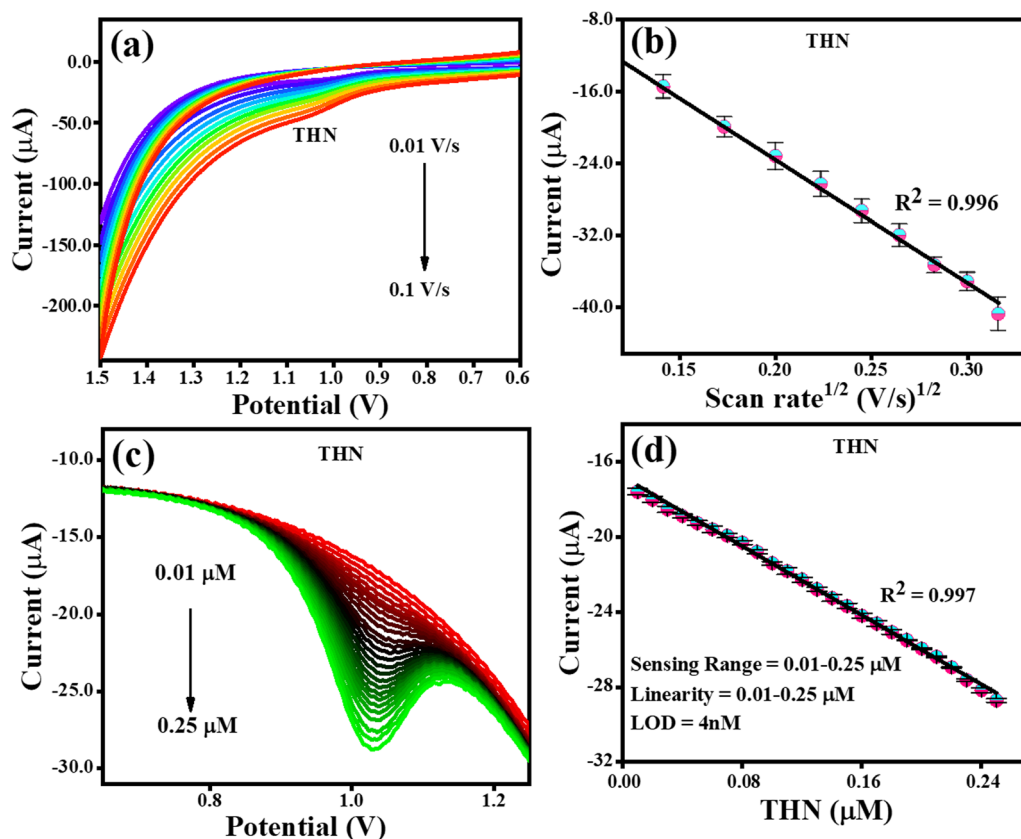 (a)
THN
0.01 V/s
0.1 V/s
0.0
-50.0
-100.0
-150.0
-200.0
Current (µA)
1.5 1.4 1.3 1.2 1.1 1.0 0.9 0.8 0.7 0.6
Potential (V)
(b)
THN
R² = 0.996
-8.0
-16.0
-24.0
-32.0
-40.0
Current (µA)
0.15 0.20 0.25 0.30
Scan rate^1/2 (V/s)^1/2
(c)
THN
0.01 µM
0.25 µM
-10.0
-15.0
-20.0
-25.0
-30.0
Current (µA)
0.8 1.0 1.2
Potential (V)
(d)
THN
R² = 0.997
Sensing Range = 0.01-0.25 µM
Linearity = 0.01-0.25 µM
LOD = 4nM
-16
-20
-24
-28
-32
Current (µA)
0.00 0.08 0.16 0.24
THN (µM)